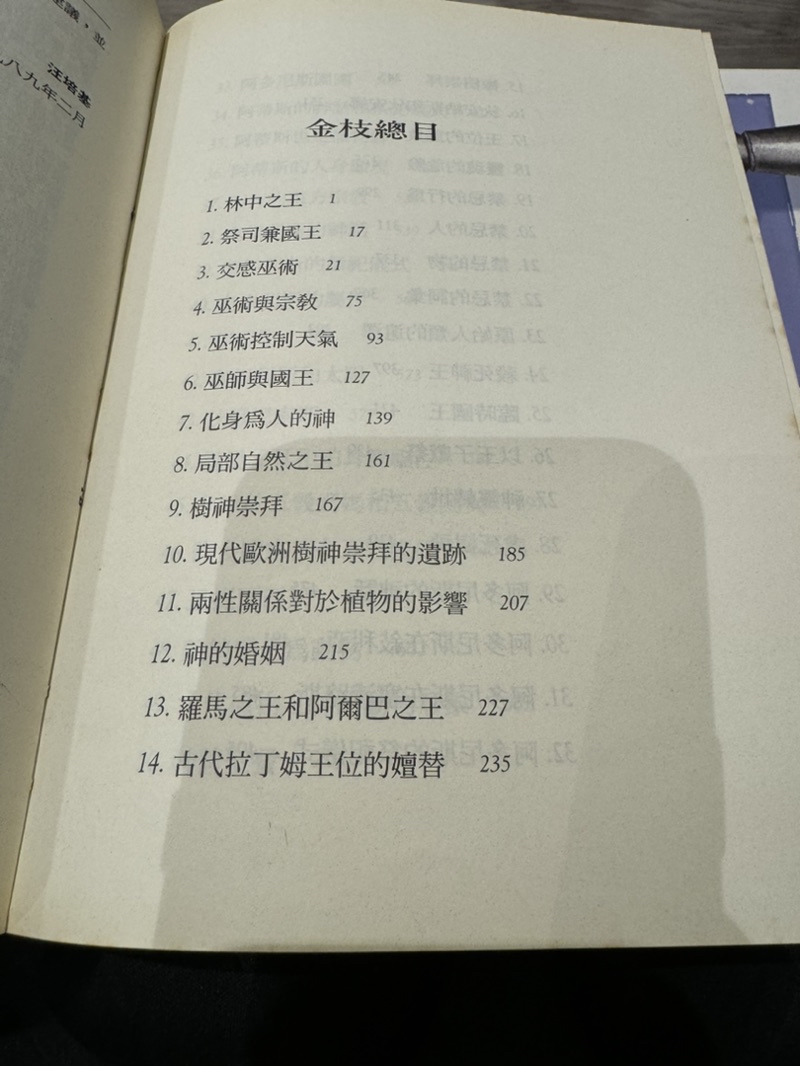 議，並
汪培基
八九年二月
金枝總目
1. 林中之王 1
2. 祭司兼國王 17
3. 交感巫術 21
4. 巫術與宗教 75
5. 巫術控制天氣 93
6. 巫師與國王 127
7. 化身爲人的神 139
8. 局部自然之王 161
9. 樹神崇拜 167
10. 現代歐洲樹神崇拜的遺跡 185
11. 兩性關係對於植物的影響 207
12. 神的婚姻 215
13. 羅馬之王和阿爾巴之王 227
14. 古代拉丁姆王位的嬗替 235